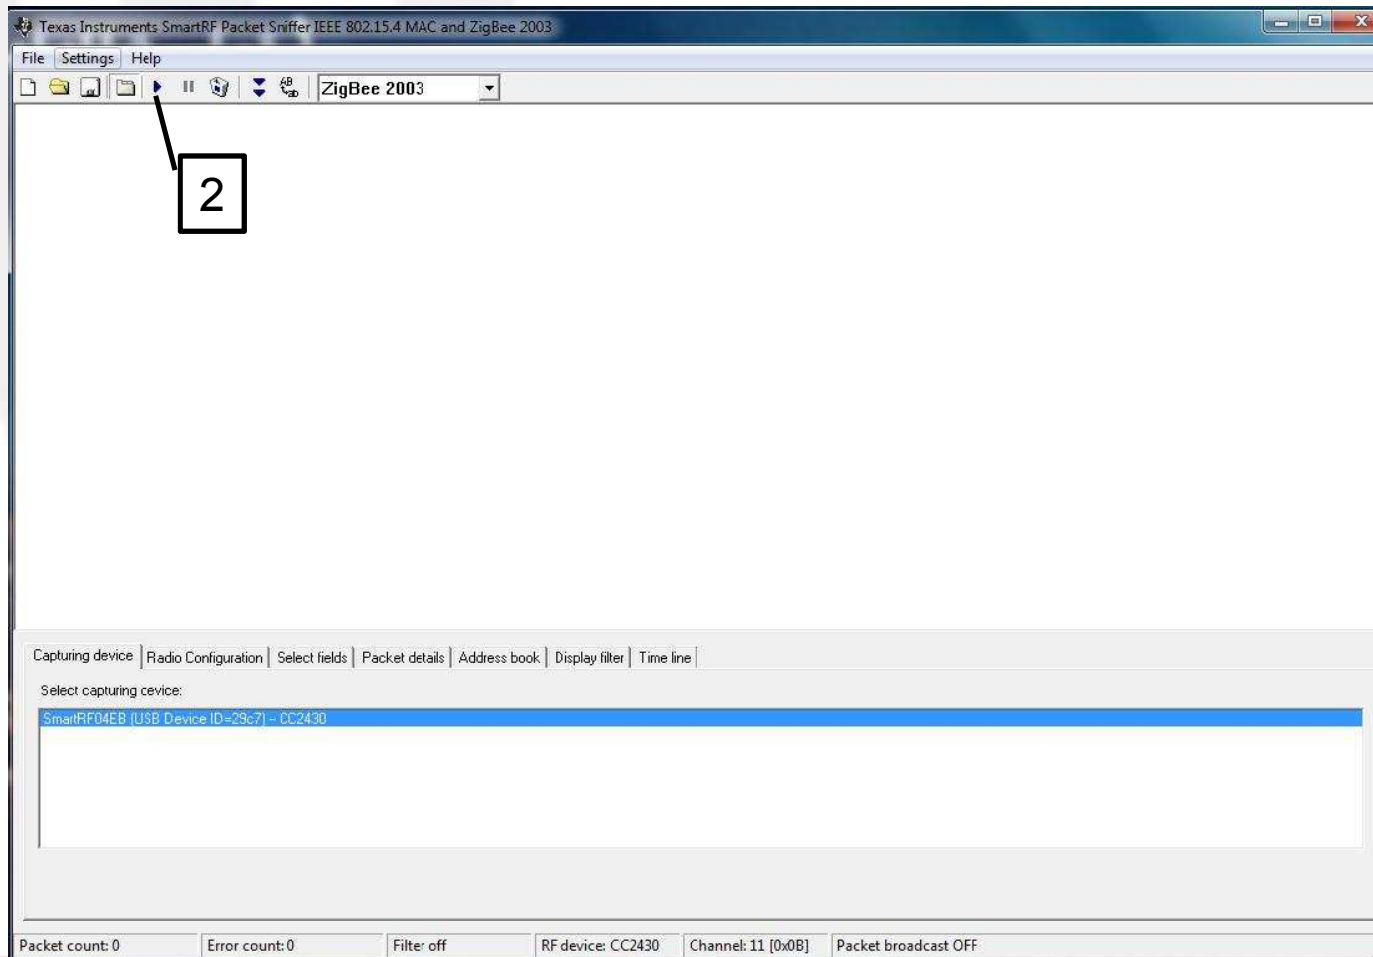 Texas Instruments SmartRF Packet Sniffer IEEE 802.15.4 MAC and ZigBee 2003
File Settings Help
ZigBee 2003
2
Capturing device Radio Configuration Select fields Packet details Address book Display filter Time line
Select capturing cevice:
SmartRF04EB (USB Device ID=29c7) -- CC2430
Packet count: 0 Error count: 0 Filter off RF device: CC2430 Channel: 11 [0x0B] Packet broadcast OFF